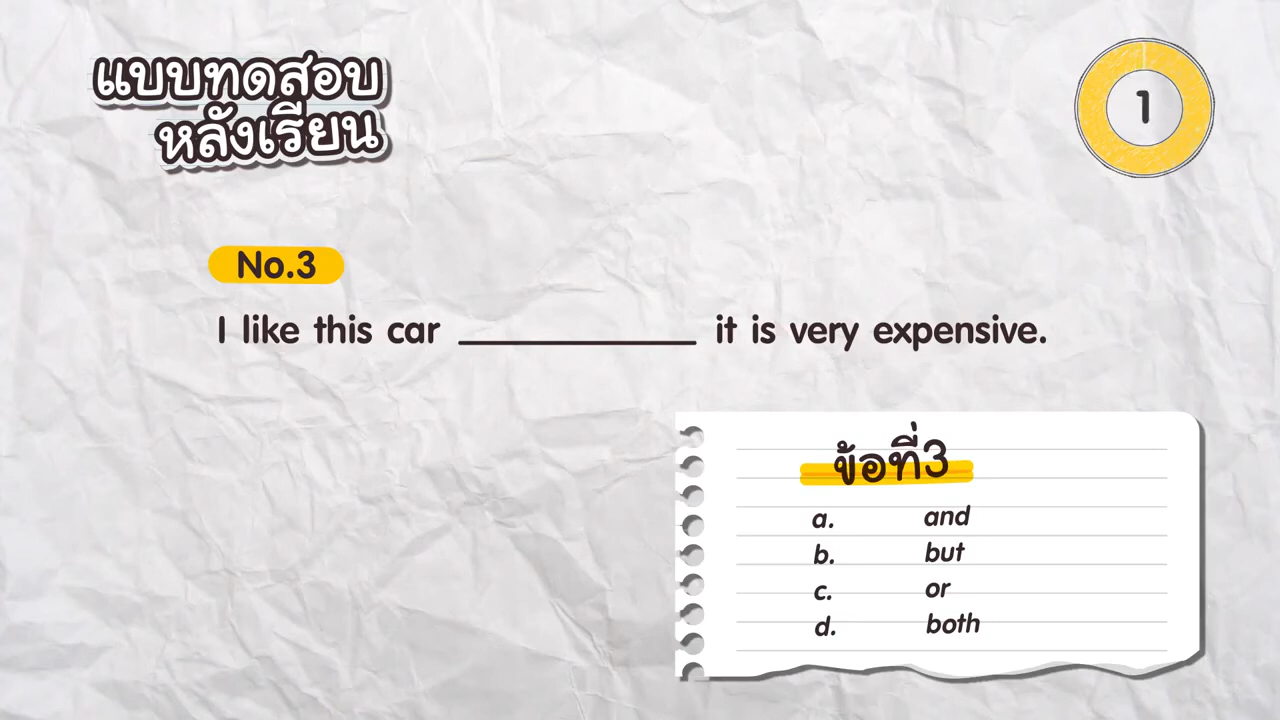 แบบทดสอบ
หลังเรียน
1
No.3
I like this car ____________ it is very expensive.
ข้อที่3
a. and
b. but
c. or
d. both